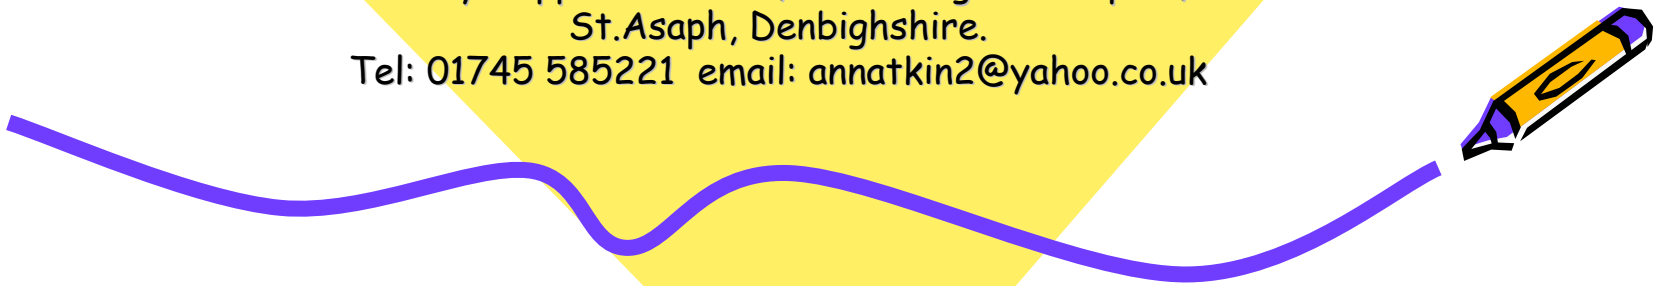 St.Asaph, Denbighshire.
Tel: 01745 585221 email: annatkin2@yahoo.co.uk